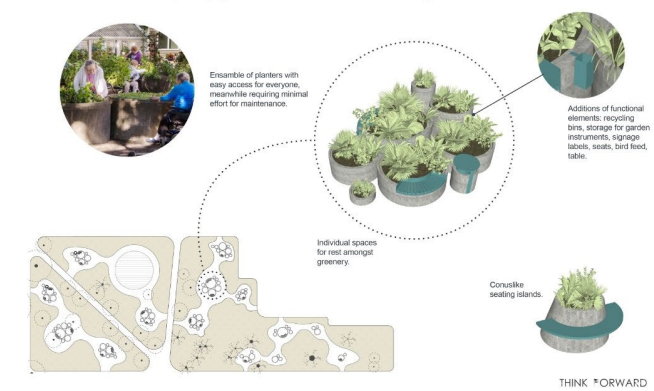 Ensamble of planters with
easy access for everyone,
meanwhile requiring minimal
effort for maintenance.
Additions of functional
elements: recycling
bins, storage for garden
instruments, signage
labels, seats, bird feed,
table.
Individual spaces
for rest amongst
greenery.
Conuslike
seating islands.
THINK FORWARD